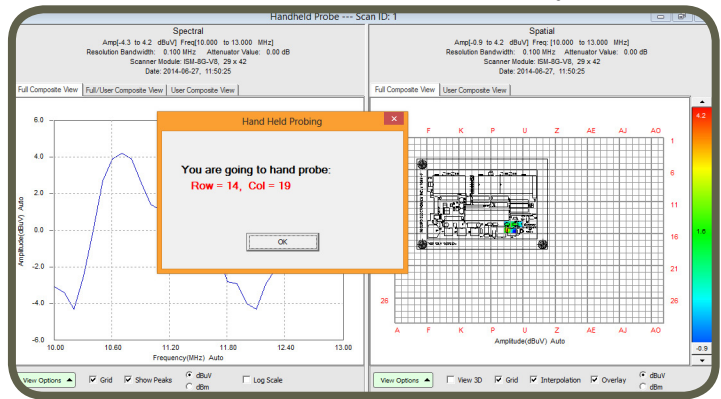 Handheld Probe --- Scan ID: 1
Spectral
Amp[-4.3 to 4.2 dBuV] Freq[10.000 to 13.000 MHz]
Resolution Bandwidth: 0.100 MHz Attenuator Value: 0.00 dB
Scanner Module: ISM-8G-V8, 29 x 42
Date: 2014-06-27, 11:50:25
Full Composite View Full/User Composite View User Composite View
6.0
4.0
2.0
0.0
-2.0
-4.0
-6.0
Amplitude(dBuV) Auto
10.00 10.60 11.20 11.80 12.40 13.00
Frequency(MHz) Auto
View Options Grid Show Peaks dBuV dBm Log Scale
Hand Held Probing
You are going to hand probe:
Row = 14, Col = 19
OK
Spatial
Amp[-0.9 to 4.2 dBuV] Freq[10.000 to 13.000 MHz]
Resolution Bandwidth: 0.100 MHz Attenuator Value: 0.00 dB
Scanner Module: ISM-8G-V8, 29 x 42
Date: 2014-06-27, 11:50:25
Full Composite View User Composite View
F K P U Z AE AJ AO
1
6
11
16
21
26 26
A F K P U Z AE AJ AO
Amplitude(dBuV) Auto
4.2
1.6
-0.9
View Options View 3D Grid Interpolation Overlay dBuV dBm